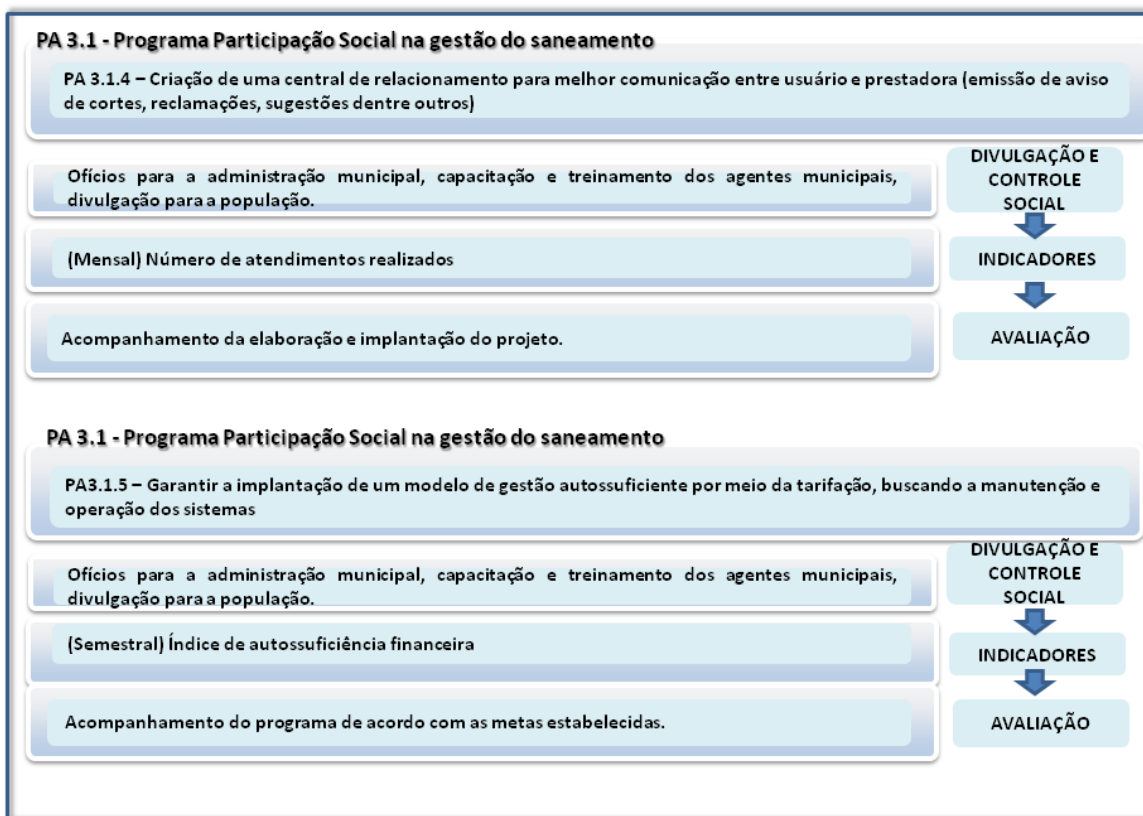 PA 3.1 - Programa Participação Social na gestão do saneamento
PA 3.1.4 – Criação de uma central de relacionamento para melhor comunicação entre usuário e prestadora (emissão de aviso
de cortes, reclamações, sugestões dentre outros)
Ofícios para a administração municipal, capacitação e treinamento dos agentes municipais,
divulgação para a população.
DIVULGAÇÃO E
CONTROLE
SOCIAL
(Mensal) Número de atendimentos realizados
INDICADORES
Acompanhamento da elaboração e implantação do projeto.
AVALIAÇÃO
PA 3.1 - Programa Participação Social na gestão do saneamento
PA3.1.5 – Garantir a implantação de um modelo de gestão autossuficiente por meio da tarifação, buscando a manutenção e
operação dos sistemas
Ofícios para a administração municipal, capacitação e treinamento dos agentes municipais,
divulgação para a população.
DIVULGAÇÃO E
CONTROLE
SOCIAL
(Semestral) Índice de autossuficiência financeira
INDICADORES
Acompanhamento do programa de acordo com as metas estabelecidas.
AVALIAÇÃO